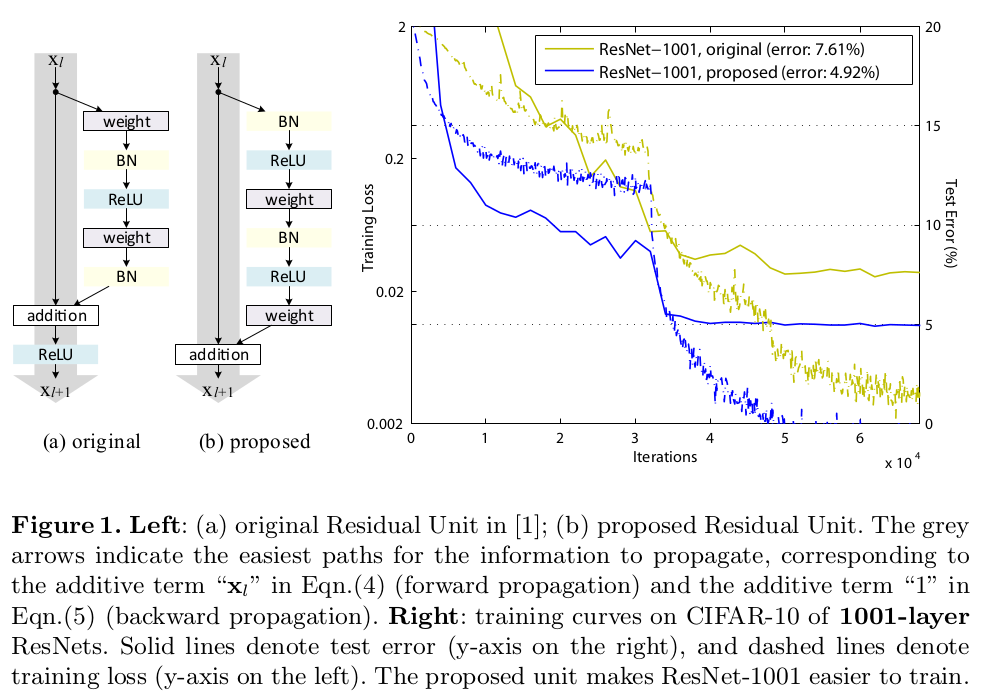 x_l
weight
BN
ReLU
weight
BN
addition
ReLU
x_{l+1}
(a) original
x_l
BN
ReLU
weight
BN
ReLU
weight
addition
x_{l+1}
(b) proposed
ResNet−1001, original (error: 7.61%)
ResNet−1001, proposed (error: 4.92%)
2
0.2
0.02
0.002
Training Loss
20
15
10
5
0
Test Error (%)
0 1 2 3 4 5 6
Iterations
x 10^4
Figure 1. Left: (a) original Residual Unit in [1]; (b) proposed Residual Unit. The grey
arrows indicate the easiest paths for the information to propagate, corresponding to
the additive term “x_l” in Eqn.(4) (forward propagation) and the additive term “1” in
Eqn.(5) (backward propagation). Right: training curves on CIFAR-10 of 1001-layer
ResNets. Solid lines denote test error (y-axis on the right), and dashed lines denote
training loss (y-axis on the left). The proposed unit makes ResNet-1001 easier to train.